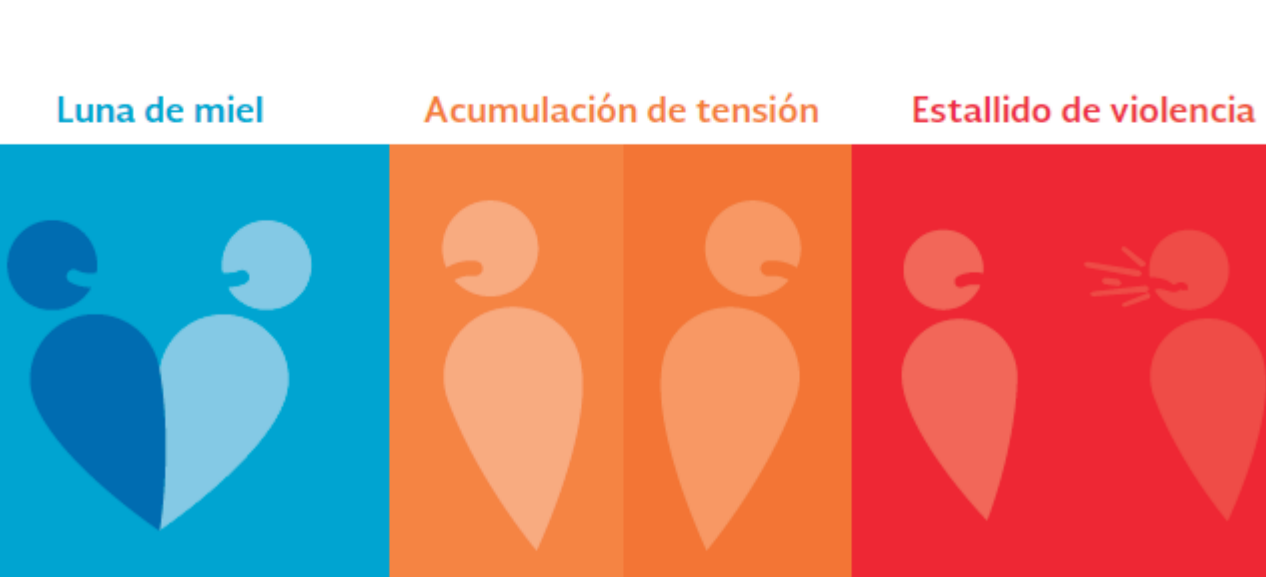 Luna de miel
Acumulación de tensión
Estallido de violencia